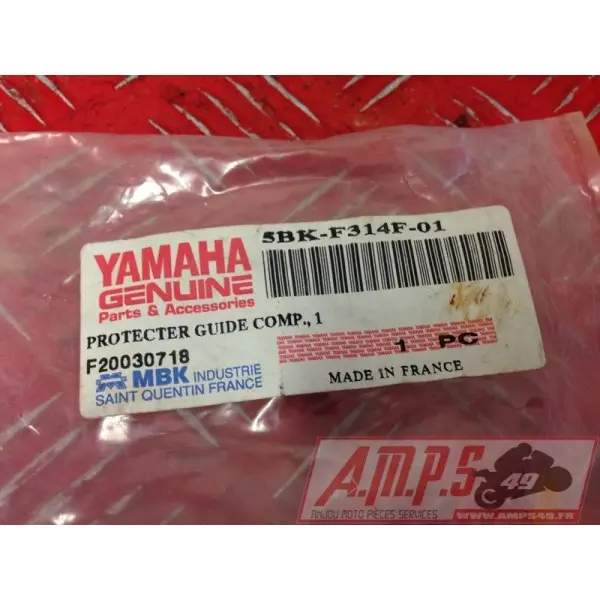 5BK-F314F-01
YAMAHA
GENUINE
Parts & Accessories
PROTECTER GUIDE COMP., 1
F20030718
1 PC
MBK INDUSTRIE
SAINT QUENTIN FRANCE
MADE IN FRANCE
A.M.P.S 49
ANJOU MOTO PIECES SERVICES
WWW.AMPS49.FR